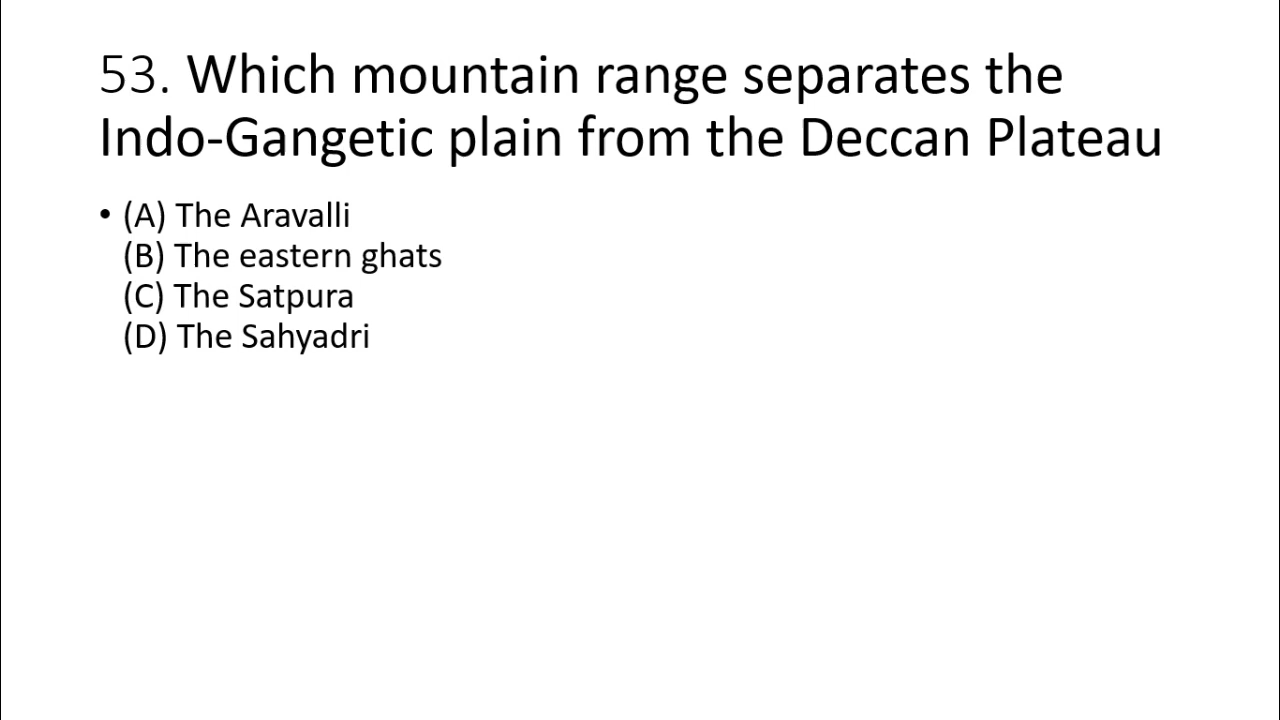 53. Which mountain range separates the
Indo-Gangetic plain from the Deccan Plateau
• (A) The Aravalli
(B) The eastern ghats
(C) The Satpura
(D) The Sahyadri